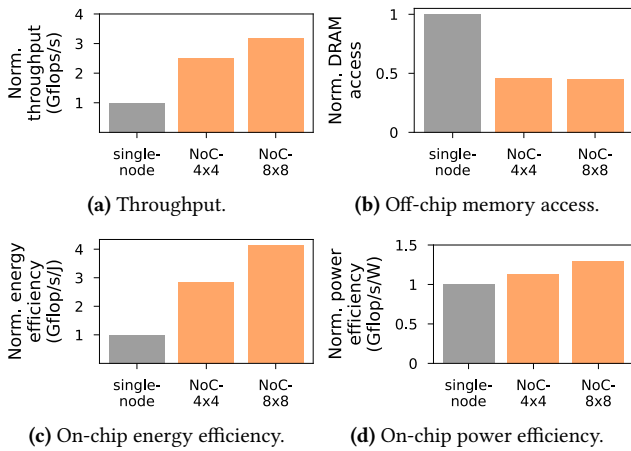 Norm.
throughput
(Gflops/s)
4
3
2
1
single-
node
NoC-
4x4
NoC-
8x8
(a) Throughput.
Norm. DRAM
access
1
0.5
0
single-
node
NoC-
4x4
NoC-
8x8
(b) Off-chip memory access.
Norm. energy
efficiency
(Gflop/s/J)
4
3
2
1
single-
node
NoC-
4x4
NoC-
8x8
(c) On-chip energy efficiency.
Norm. power
efficiency
(Gflop/s/W)
1.5
1
0.5
0
single-
node
NoC-
4x4
NoC-
8x8
(d) On-chip power efficiency.